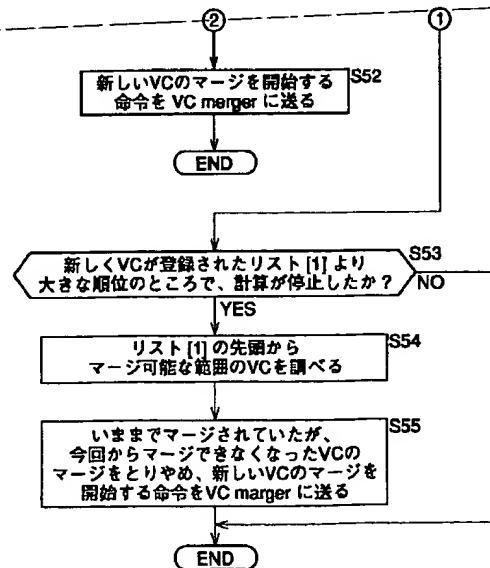 2
1
新しいVCのマージを開始する
命令を VC merger に送る
S52
END
新しくVCが登録されたリスト [1] より
大きな順位のところで、計算が停止したか？
S53
NO
YES
リスト [1] の先頭から
マージ可能な範囲のVCを調べる
S54
いままでマージされていたが、
今回からマージできなくなったVCの
マージをとりやめ、新しいVCのマージを
開始する命令をVC marger に送る
S55
END